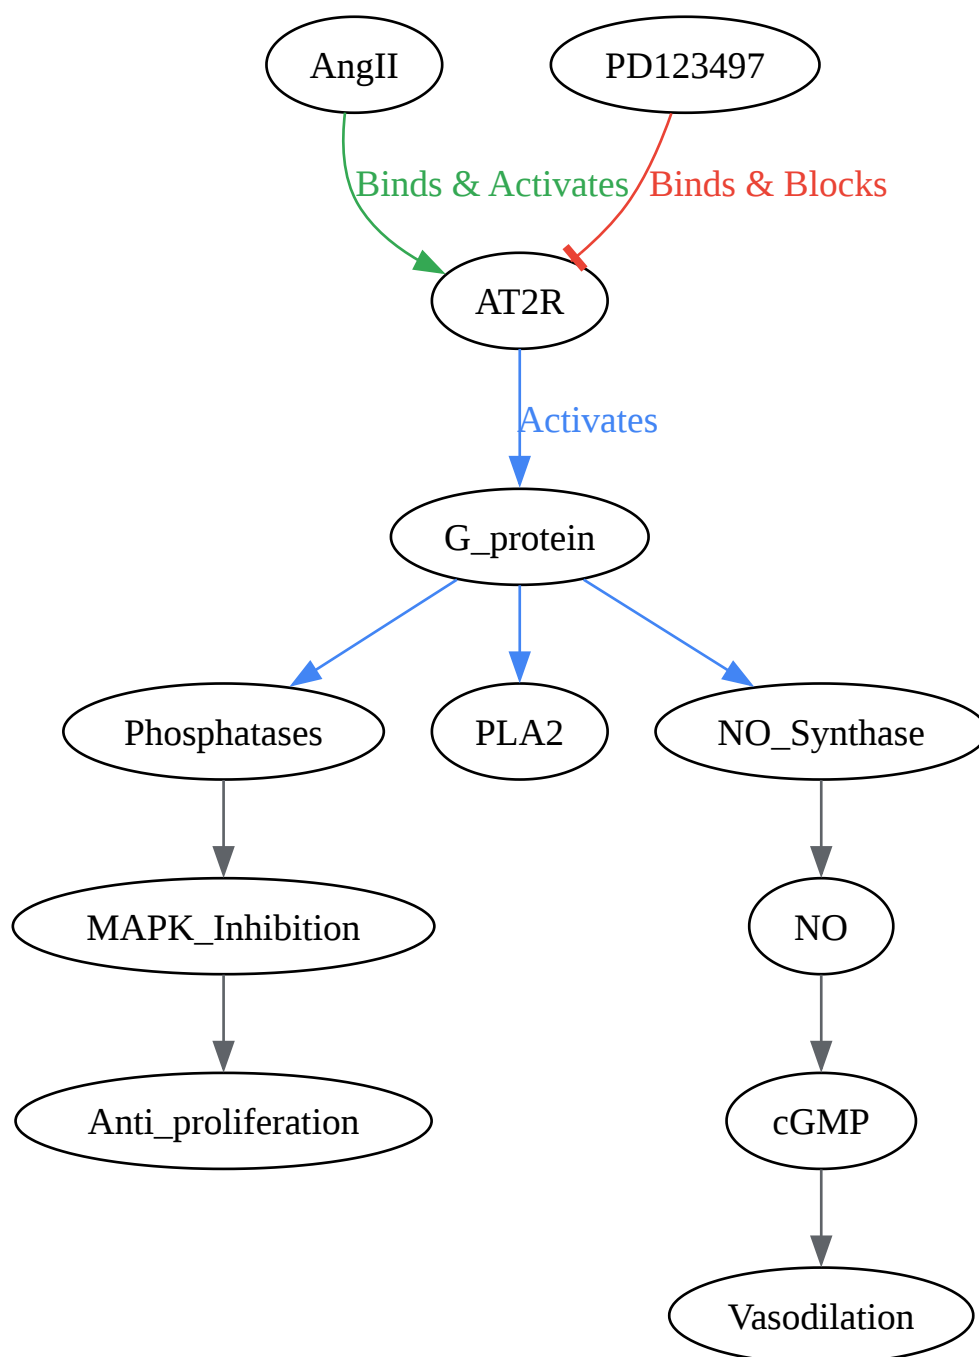 AngII
PD123497
Binds & Activates
Binds & Blocks
AT2R
Activates
G_protein
Phosphatases
PLA2
NO_Synthase
MAPK_Inhibition
NO
Anti_proliferation
cGMP
Vasodilation